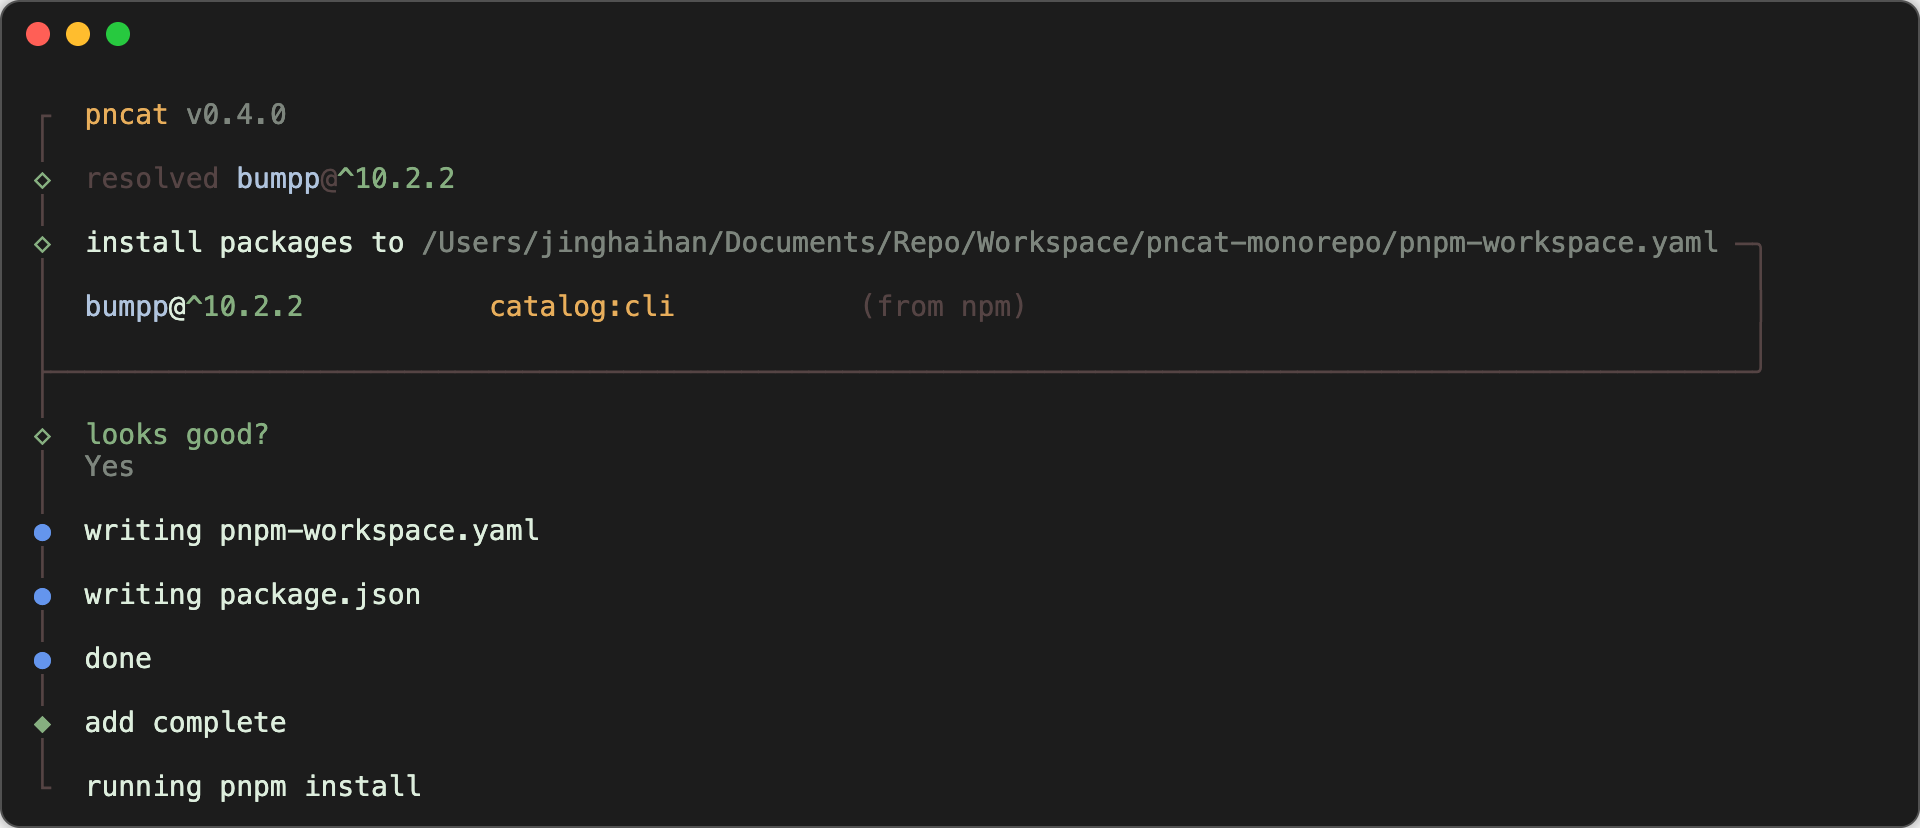 pncat v0.4.0
resolved bumpp@^10.2.2
install packages to /Users/jinghaihan/Documents/Repo/Workspace/pncat-monorepo/pnpm-workspace.yaml
bumpp@^10.2.2 catalog:cli (from npm)
looks good?
Yes
writing pnpm-workspace.yaml
writing package.json
done
add complete
running pnpm install